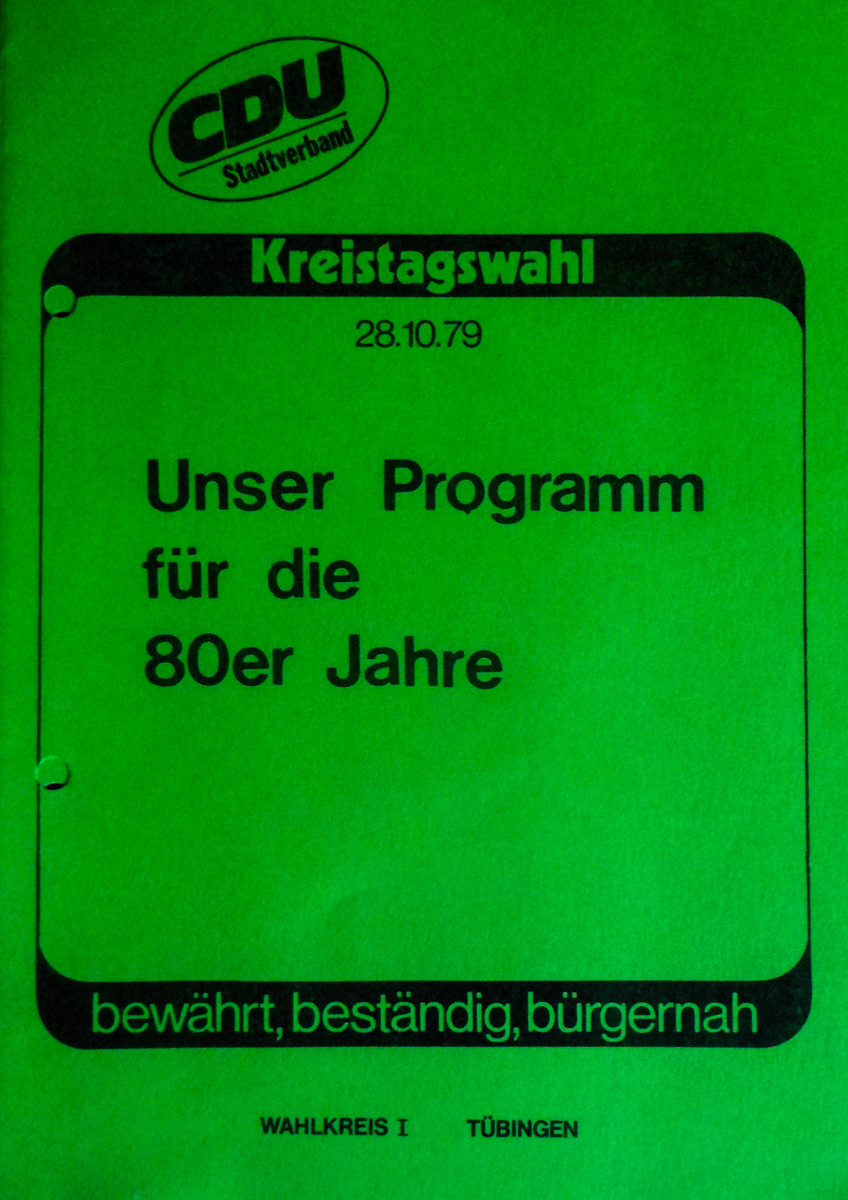 CDU
Stadtverband
Kreistagswahl
28.10.79
Unser Programm
für die
80er Jahre
bewährt, beständig, bürgernah
WAHLKREIS I TÜBINGEN